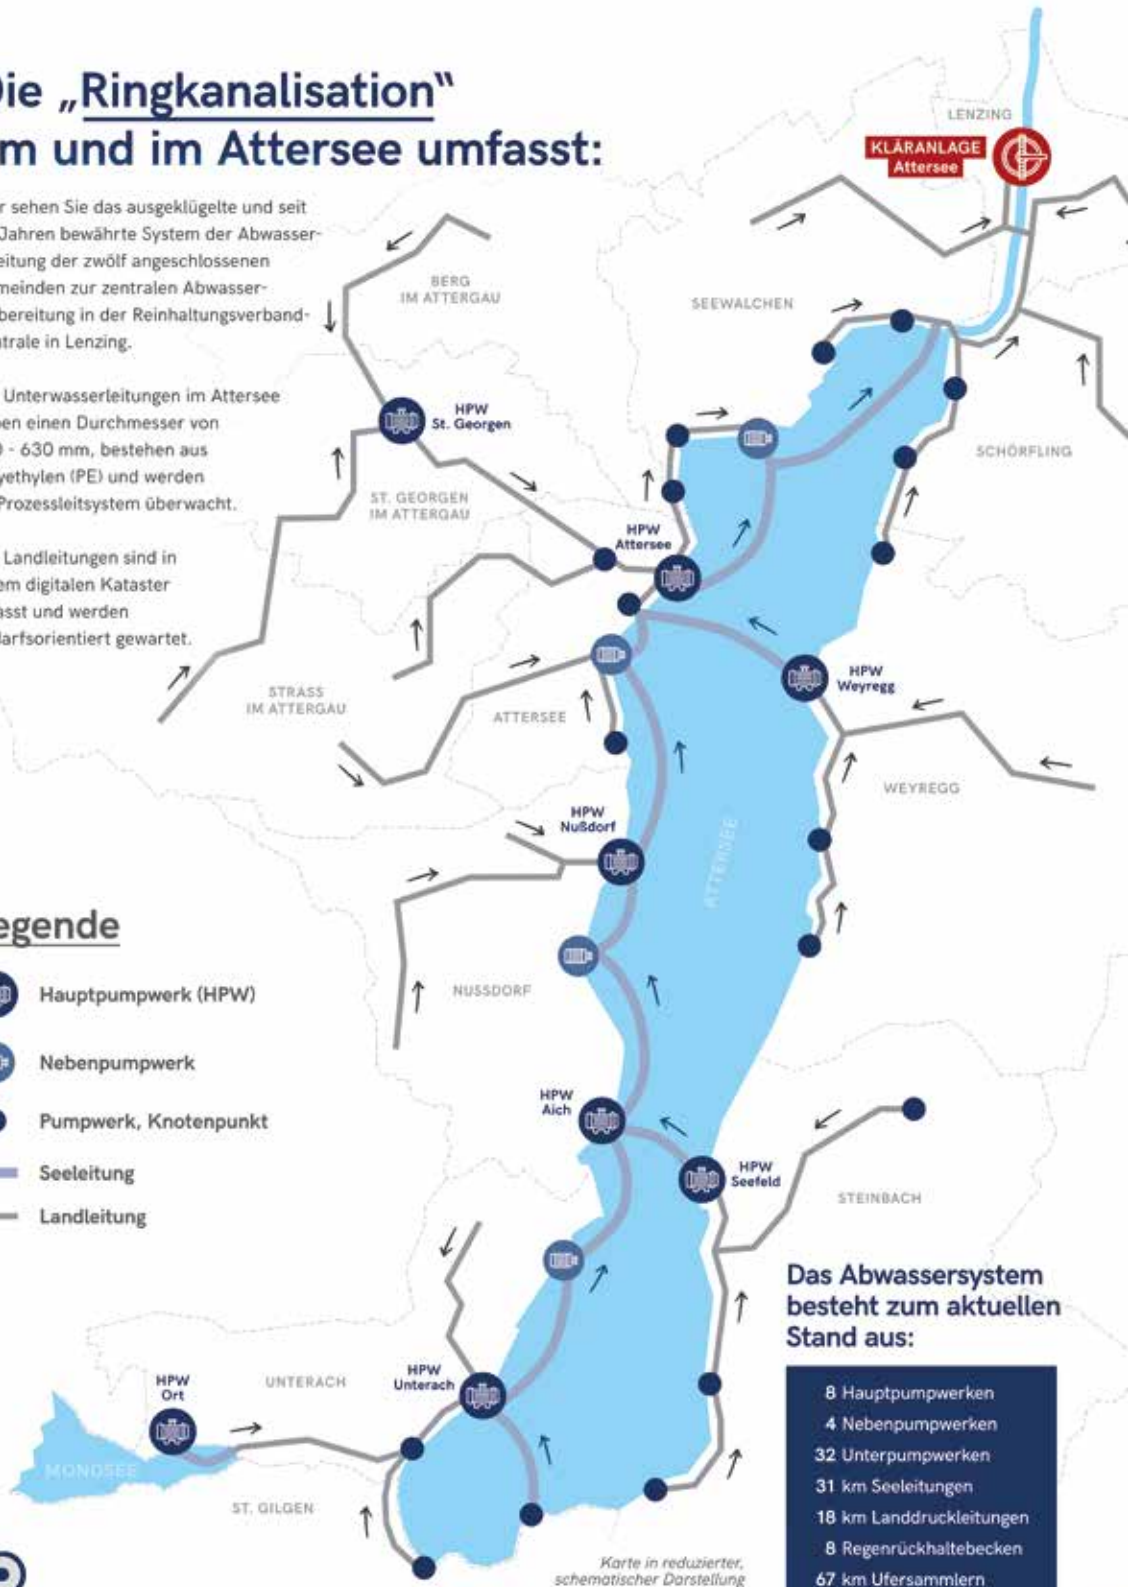 ie „Ringkanalisation“
m und im Attersee umfasst:
r sehen Sie das ausgeklügelte und seit
Jahren bewährte System der Abwasser-
eitung der zwölf angeschlossenen
meinden zur zentralen Abwasser-
bereitung in der Reinhaltungsverband-
trale in Lenzing.
Unterwasserleitungen im Attersee
en einen Durchmesser von
0 - 630 mm, bestehen aus
yethylen (PE) und werden
Prozessleitsystem überwacht.
Landleitungen sind in
em digitalen Kataster
asst und werden
darfsorientiert gewartet.
LENZING
KLÄRANLAGE
Attersee
BERG
IM ATTERGAU
SEEWALCHEN
HPW
St. Georgen
SCHÖRFLING
ST. GEORGEN
IM ATTERGAU
HPW
Attersee
HPW
Weyregg
STRASS
IM ATTERGAU
ATTERSEE
WEYREGG
HPW
Nußdorf
ATTERSEE
egende
Hauptpumpwerk (HPW)
NUSSDORF
Nebenpumpwerk
HPW
Aich
Pumpwerk, Knotenpunkt
Seeleitung
HPW
Seefeld
STEINBACH
Landleitung
Das Abwassersystem
besteht zum aktuellen
Stand aus:
HPW
Ort
UNTERACH
HPW
Unterach
8 Hauptpumpwerken
4 Nebenpumpwerken
32 Unterpumpwerken
31 km Seeleitungen
18 km Landdruckleitungen
8 Regenrückhaltebecken
67 km Ufersammlern
MONDSEE
ST. GILGEN
Karte in reduzierter,
schematischer Darstellung